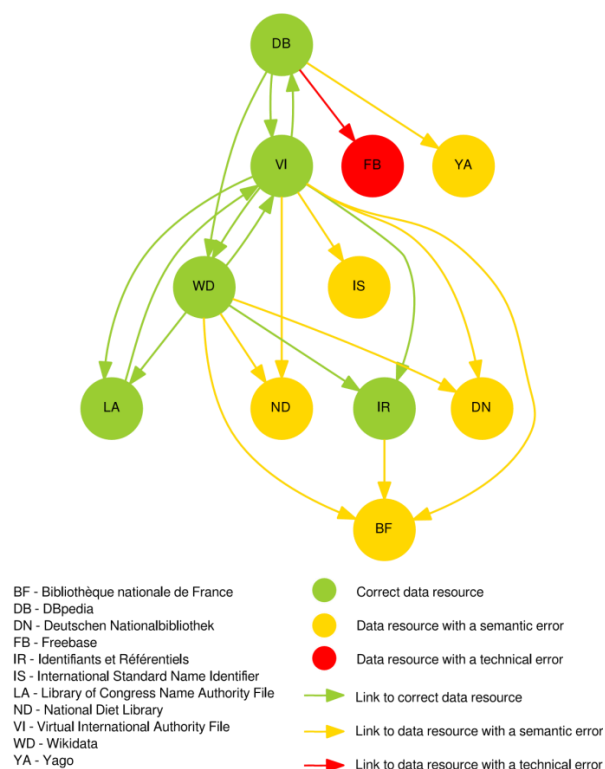 DB
VI
FB
YA
WD
IS
LA
ND
IR
DN
BF
BF - Bibliothèque nationale de France
DB - DBpedia
DN - Deutschen Nationalbibliothek
FB - Freebase
IR - Identifiants et Référentiels
IS - International Standard Name Identifier
LA - Library of Congress Name Authority File
ND - National Diet Library
VI - Virtual International Authority File
WD - Wikidata
YA - Yago
Correct data resource
Data resource with a semantic error
Data resource with a technical error
Link to correct data resource
Link to data resource with a semantic error
Link to data resource with a technical error